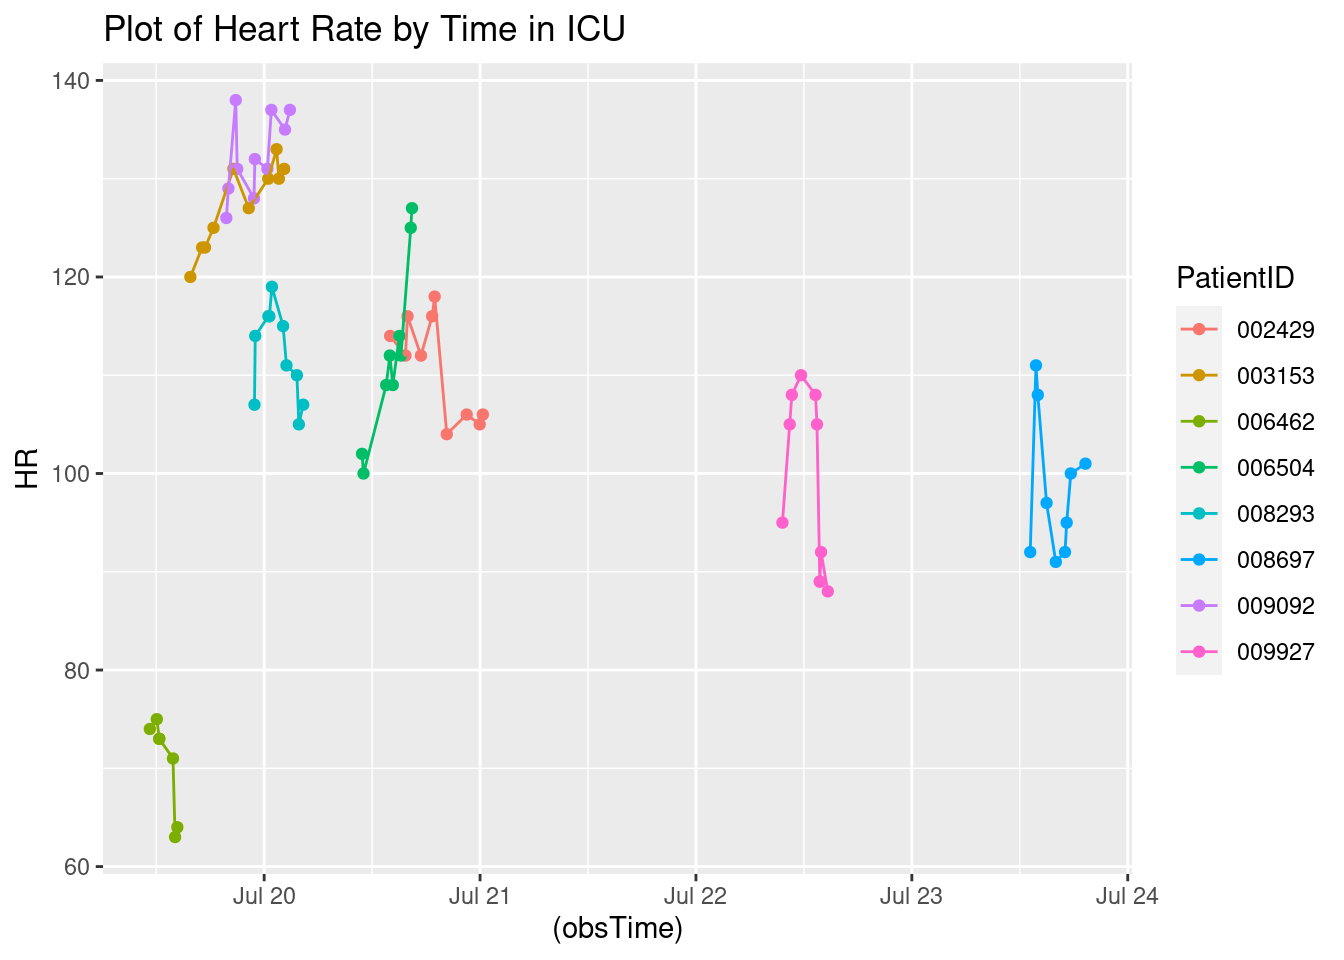 Plot of Heart Rate by Time in ICU
140
120
100
80
60
HR
Jul 20
Jul 21
Jul 22
Jul 23
Jul 24
(obsTime)
PatientID
002429
003153
006462
006504
008293
008697
009092
009927